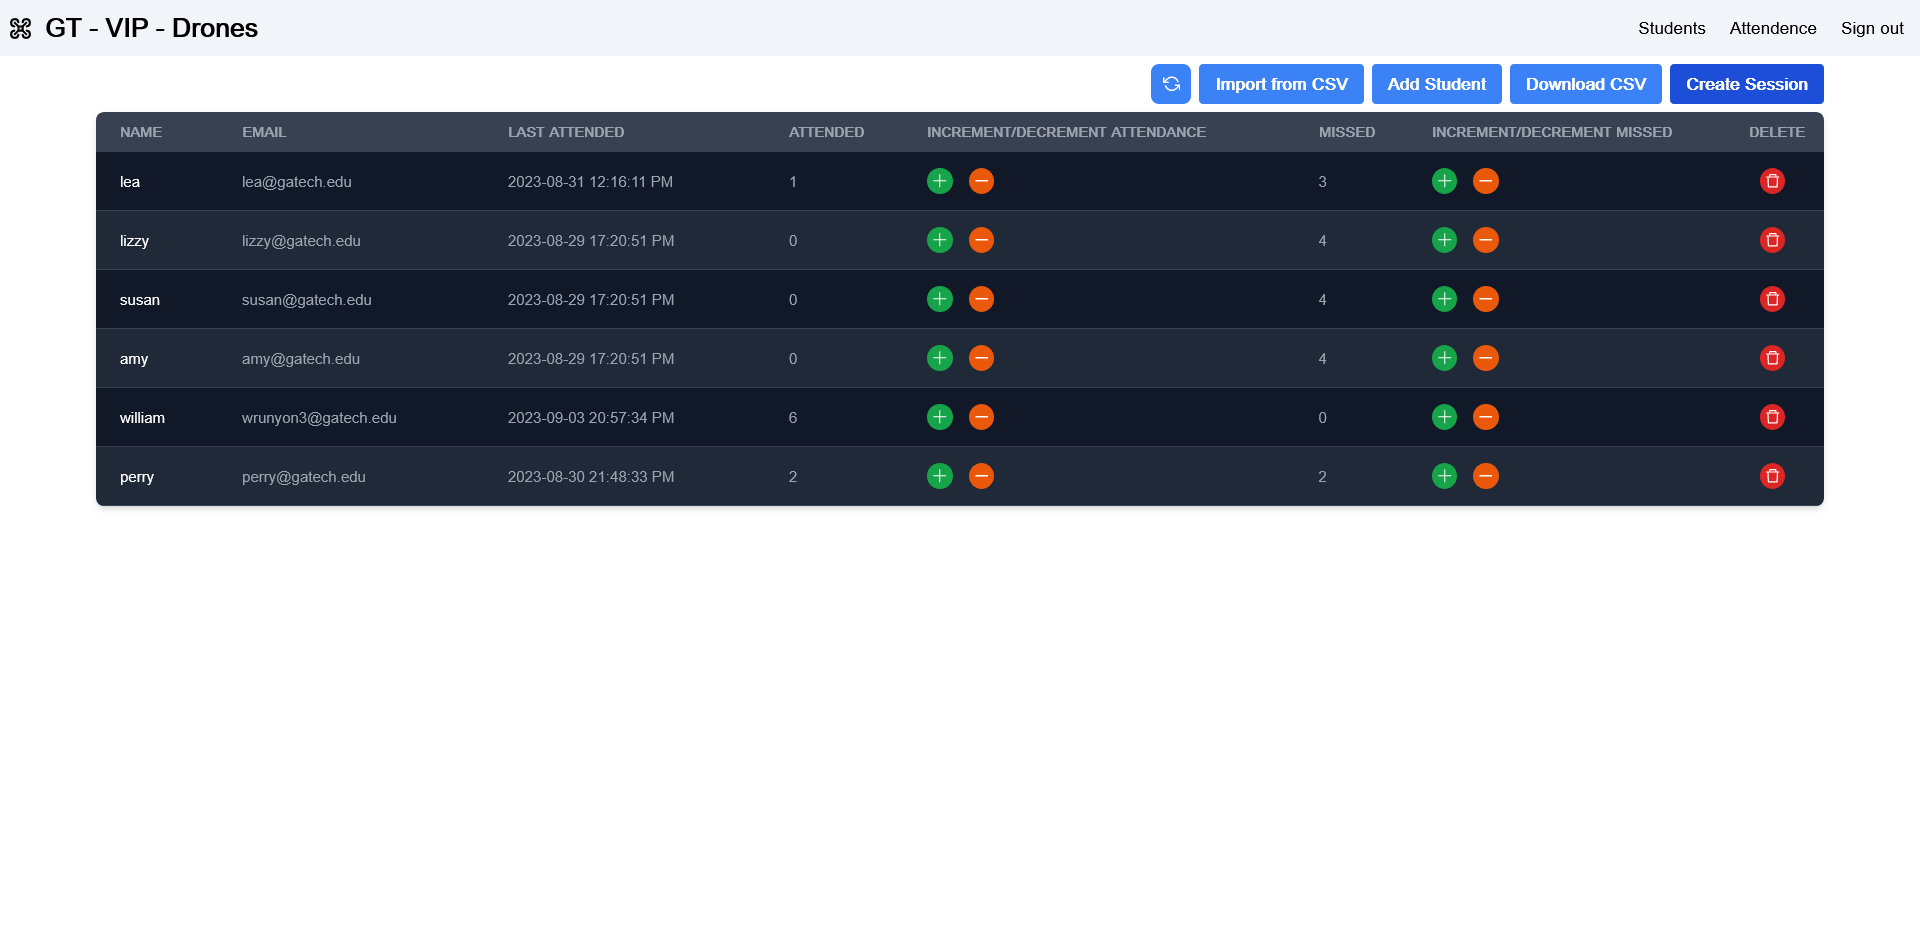 GT - VIP - Drones Students Attendence Sign out
Import from CSV Add Student Download CSV Create Session
NAME EMAIL LAST ATTENDED ATTENDED INCREMENT/DECREMENT ATTENDANCE MISSED INCREMENT/DECREMENT MISSED DELETE
lea lea@gatech.edu 2023-08-31 12:16:11 PM 1 3
lizzy lizzy@gatech.edu 2023-08-29 17:20:51 PM 0 4
susan susan@gatech.edu 2023-08-29 17:20:51 PM 0 4
amy amy@gatech.edu 2023-08-29 17:20:51 PM 0 4
william wrunyon3@gatech.edu 2023-09-03 20:57:34 PM 6 0
perry perry@gatech.edu 2023-08-30 21:48:33 PM 2 2